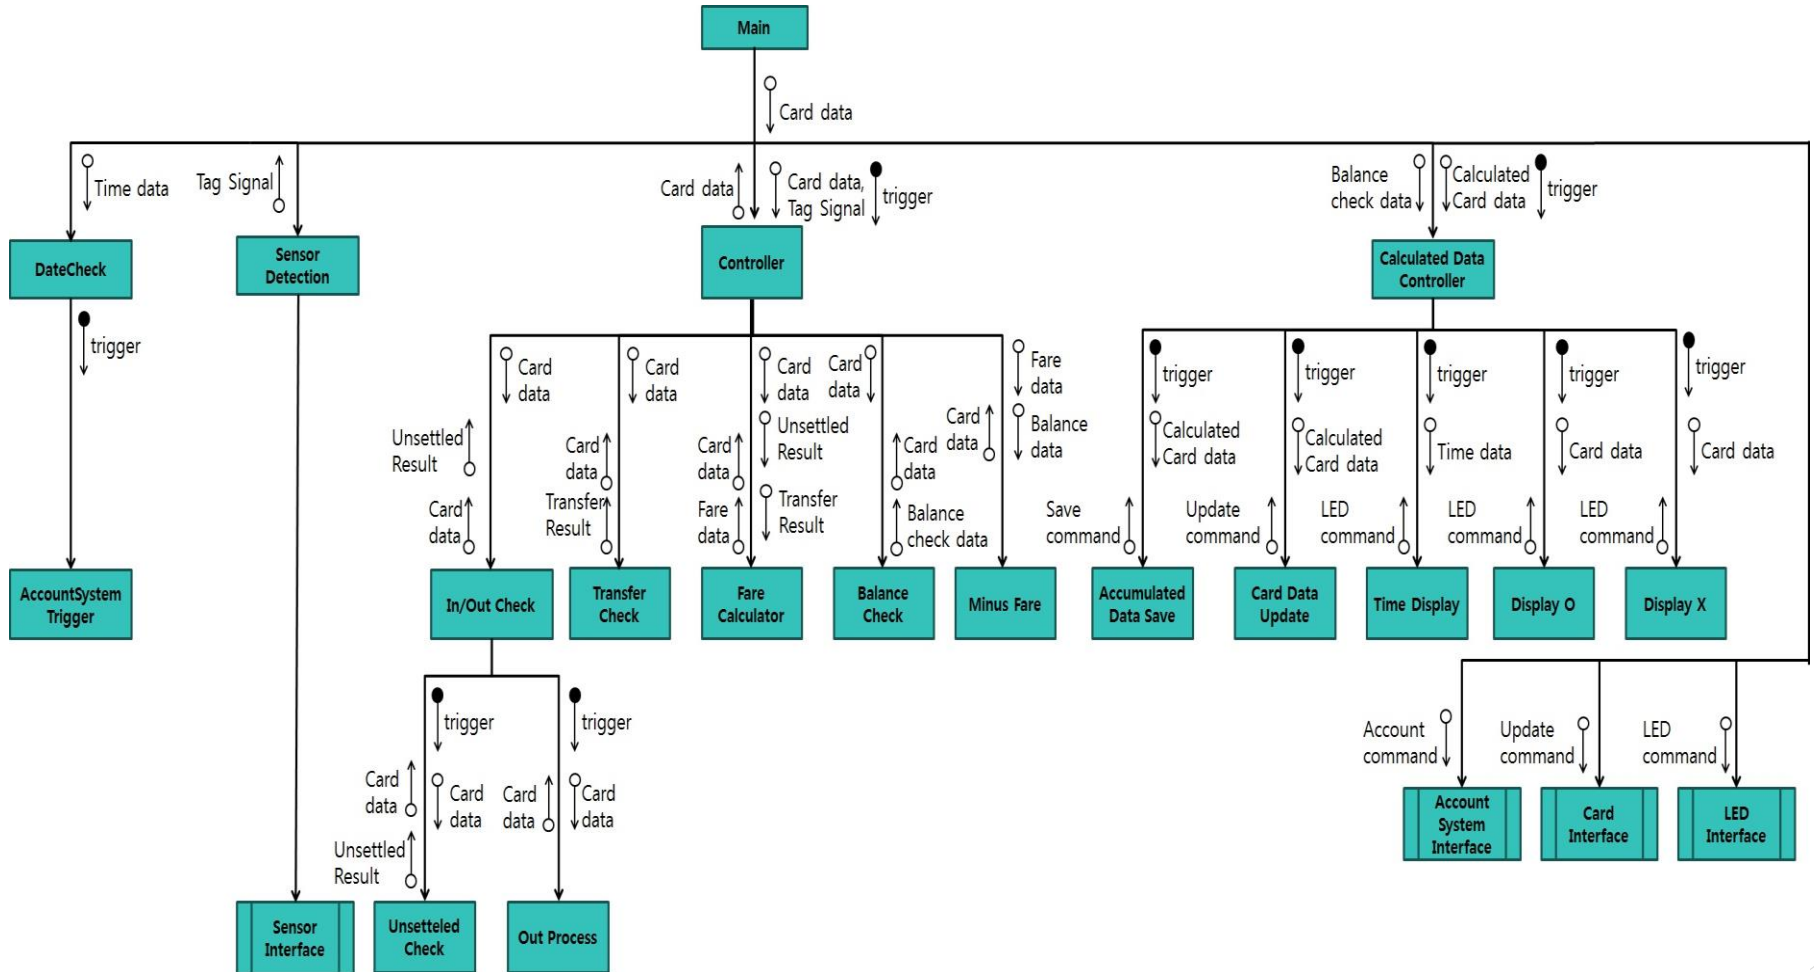 Main
Card data
Time data
Tag Signal
Card data
Card data,
Tag Signal
trigger
Balance
check data
Calculated
Card data
trigger
DateCheck
Sensor
Detection
Controller
Calculated Data
Controller
trigger
Card
data
Card
data
Card
data
Card
data
Fare
data
trigger
trigger
trigger
trigger
trigger
Unsettled
Result
Card
data
Unsettled
Result
Card
data
Card
data
Card
data
Balance
data
Calculated
Card data
Calculated
Card data
Time data
Card data
Card data
Card
data
Transfer
Result
Fare
data
Transfer
Result
Balance
check data
Save
command
Update
command
LED
command
LED
command
LED
command
AccountSystem
Trigger
In/Out Check
Transfer
Check
Fare
Calculator
Balance
Check
Minus Fare
Accumulated
Data Save
Card Data
Update
Time Display
Display O
Display X
trigger
trigger
Account
command
Update
command
LED
command
Card
data
Card
data
Card
data
Card
data
Unsettled
Result
Account
System
Interface
Card
Interface
LED
Interface
Sensor
Interface
Unsetteled
Check
Out Process